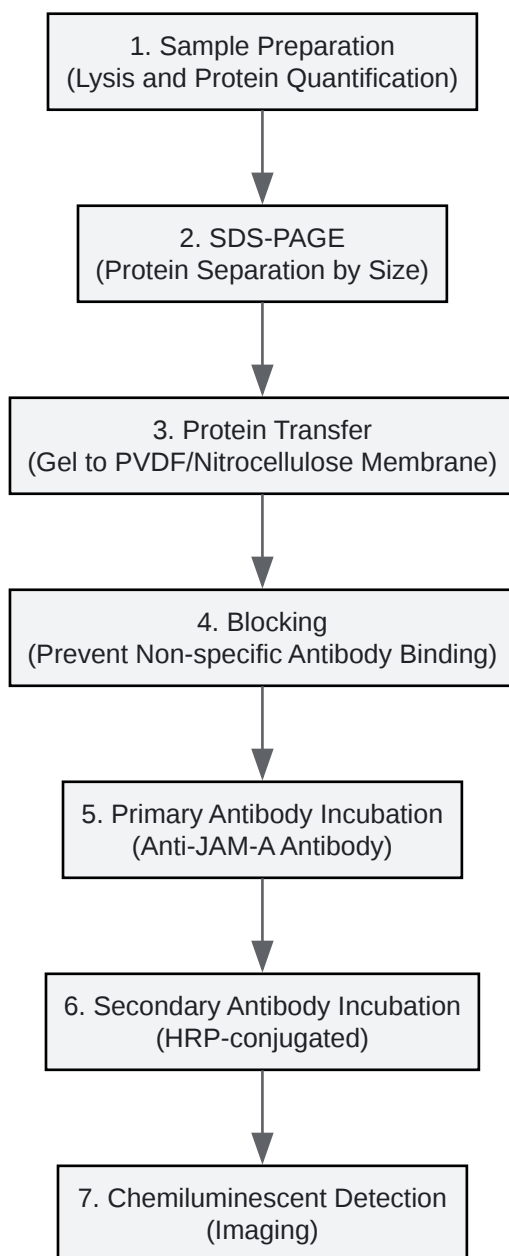 1. Sample Preparation
(Lysis and Protein Quantification)
2. SDS-PAGE
(Protein Separation by Size)
3. Protein Transfer
(Gel to PVDF/Nitrocellulose Membrane)
4. Blocking
(Prevent Non-specific Antibody Binding)
5. Primary Antibody Incubation
(Anti-JAM-A Antibody)
6. Secondary Antibody Incubation
(HRP-conjugated)
7. Chemiluminescent Detection
(Imaging)